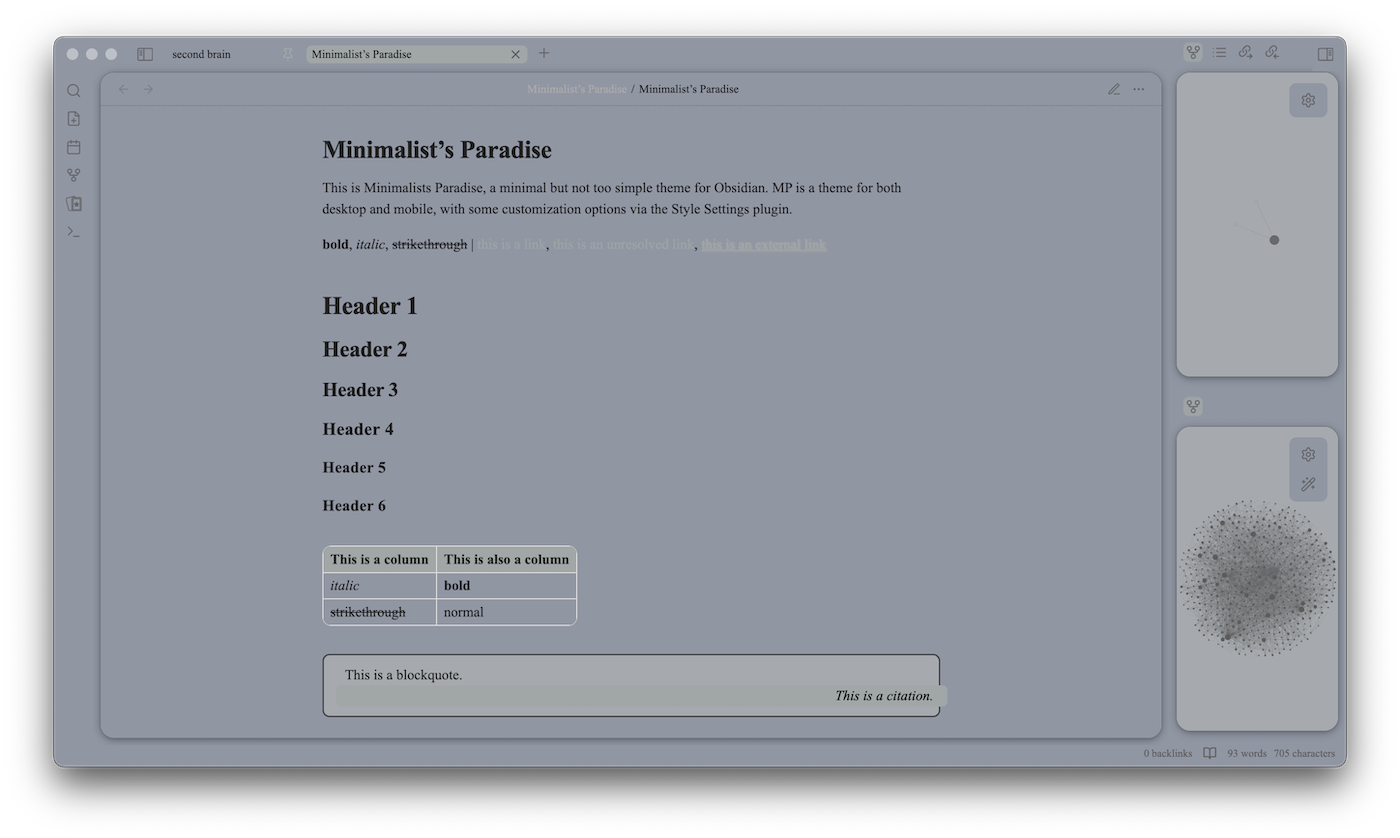 second brain
Minimalist’s Paradise
Minimalist’s Paradise / Minimalist’s Paradise
Minimalist’s Paradise
This is Minimalists Paradise, a minimal but not too simple theme for Obsidian. MP is a theme for both
desktop and mobile, with some customization options via the Style Settings plugin.
bold, italic, strikethrough | this is a link, this is an unresolved link, this is an external link
Header 1
Header 2
Header 3
Header 4
Header 5
Header 6
This is a column This is also a column
italic bold
strikethrough normal
This is a blockquote.
This is a citation.
0 backlinks 93 words 705 characters